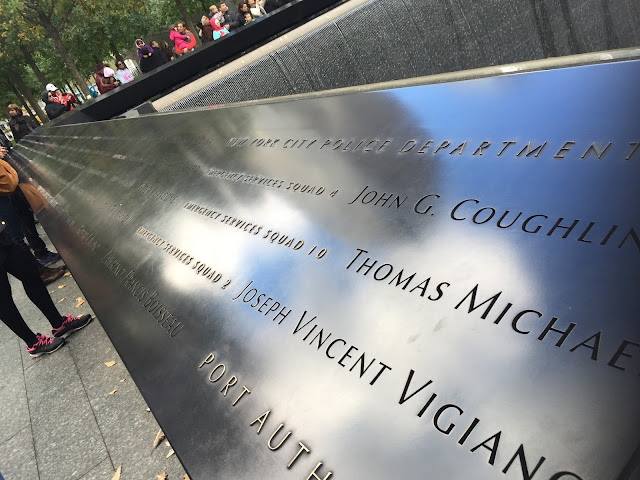 NEW YORK CITY POLICE DEPARTMENT
EMERGENCY SERVICES SQUAD 4 JOHN G. COUGHLIN
EMERGENCY SERVICES SQUAD 10 THOMAS MICHAE
EMERGENCY SERVICES SQUAD 2 JOSEPH VINCENT VIGIANO
PORT AUTH